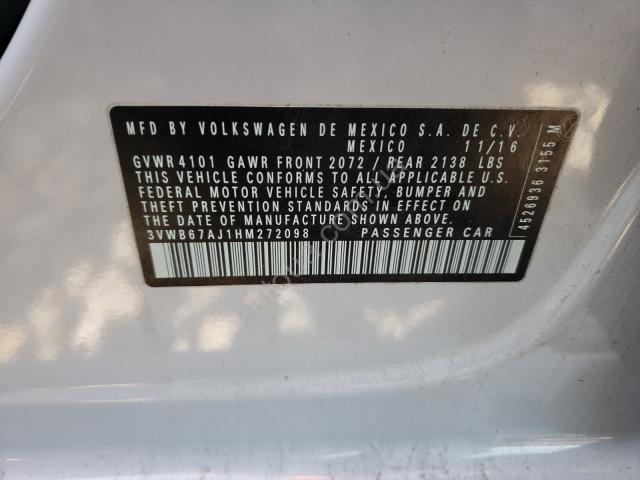 MFD BY VOLKSWAGEN DE MEXICO S.A. DE C.V.
MEXICO 11/16
GVWR 4101 GAWR FRONT 2072 / REAR 2138 LBS
THIS VEHICLE CONFORMS TO ALL APPLICABLE U.S.
FEDERAL MOTOR VEHICLE SAFETY, BUMPER AND
THEFT PREVENTION STANDARDS IN EFFECT ON
THE DATE OF MANUFACTURE SHOWN ABOVE.
3VWB67AJ1HM272098 PASSENGER CAR
4526936 3155 M